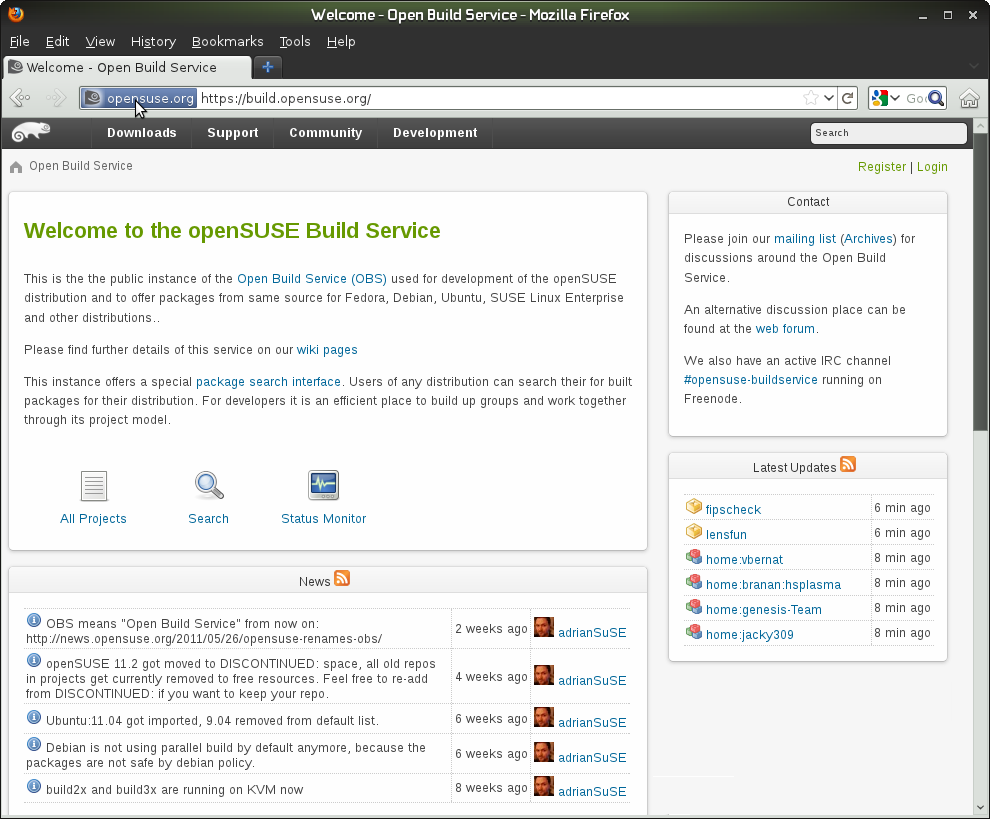 Welcome - Open Build Service - Mozilla Firefox
File Edit View History Bookmarks Tools Help
Welcome - Open Build Service
opensuse.org https://build.opensuse.org/
Downloads Support Community Development Search
Open Build Service
Register | Login
Welcome to the openSUSE Build Service
This is the the public instance of the Open Build Service (OBS) used for development of the openSUSE
distribution and to offer packages from same source for Fedora, Debian, Ubuntu, SUSE Linux Enterprise
and other distributions..
Please find further details of this service on our wiki pages
This instance offers a special package search interface. Users of any distribution can search their for built
packages for their distribution. For developers it is an efficient place to build up groups and work together
through its project model.
All Projects Search Status Monitor
News
OBS means "Open Build Service" from now on:
http://news.opensuse.org/2011/05/26/opensuse-renames-obs/
2 weeks ago adrianSuSE
openSUSE 11.2 got moved to DISCONTINUED: space, all old repos
in projects get currently removed to free resources. Feel free to re-add
from DISCONTINUED: if you want to keep your repo.
4 weeks ago adrianSuSE
Ubuntu:11.04 got imported, 9.04 removed from default list.
6 weeks ago adrianSuSE
Debian is not using parallel build by default anymore, because the
packages are not safe by debian policy.
6 weeks ago adrianSuSE
build2x and build3x are running on KVM now
8 weeks ago adrianSuSE
Contact
Please join our mailing list (Archives) for
discussions around the Open Build
Service.
An alternative discussion place can be
found at the web forum.
We also have an active IRC channel
#opensuse-buildservice running on
Freenode.
Latest Updates
fipscheck 6 min ago
lensfun 6 min ago
home:vbernat 8 min ago
home:branan:hsplasma 8 min ago
home:genesis-Team 8 min ago
home:jacky309 8 min ago